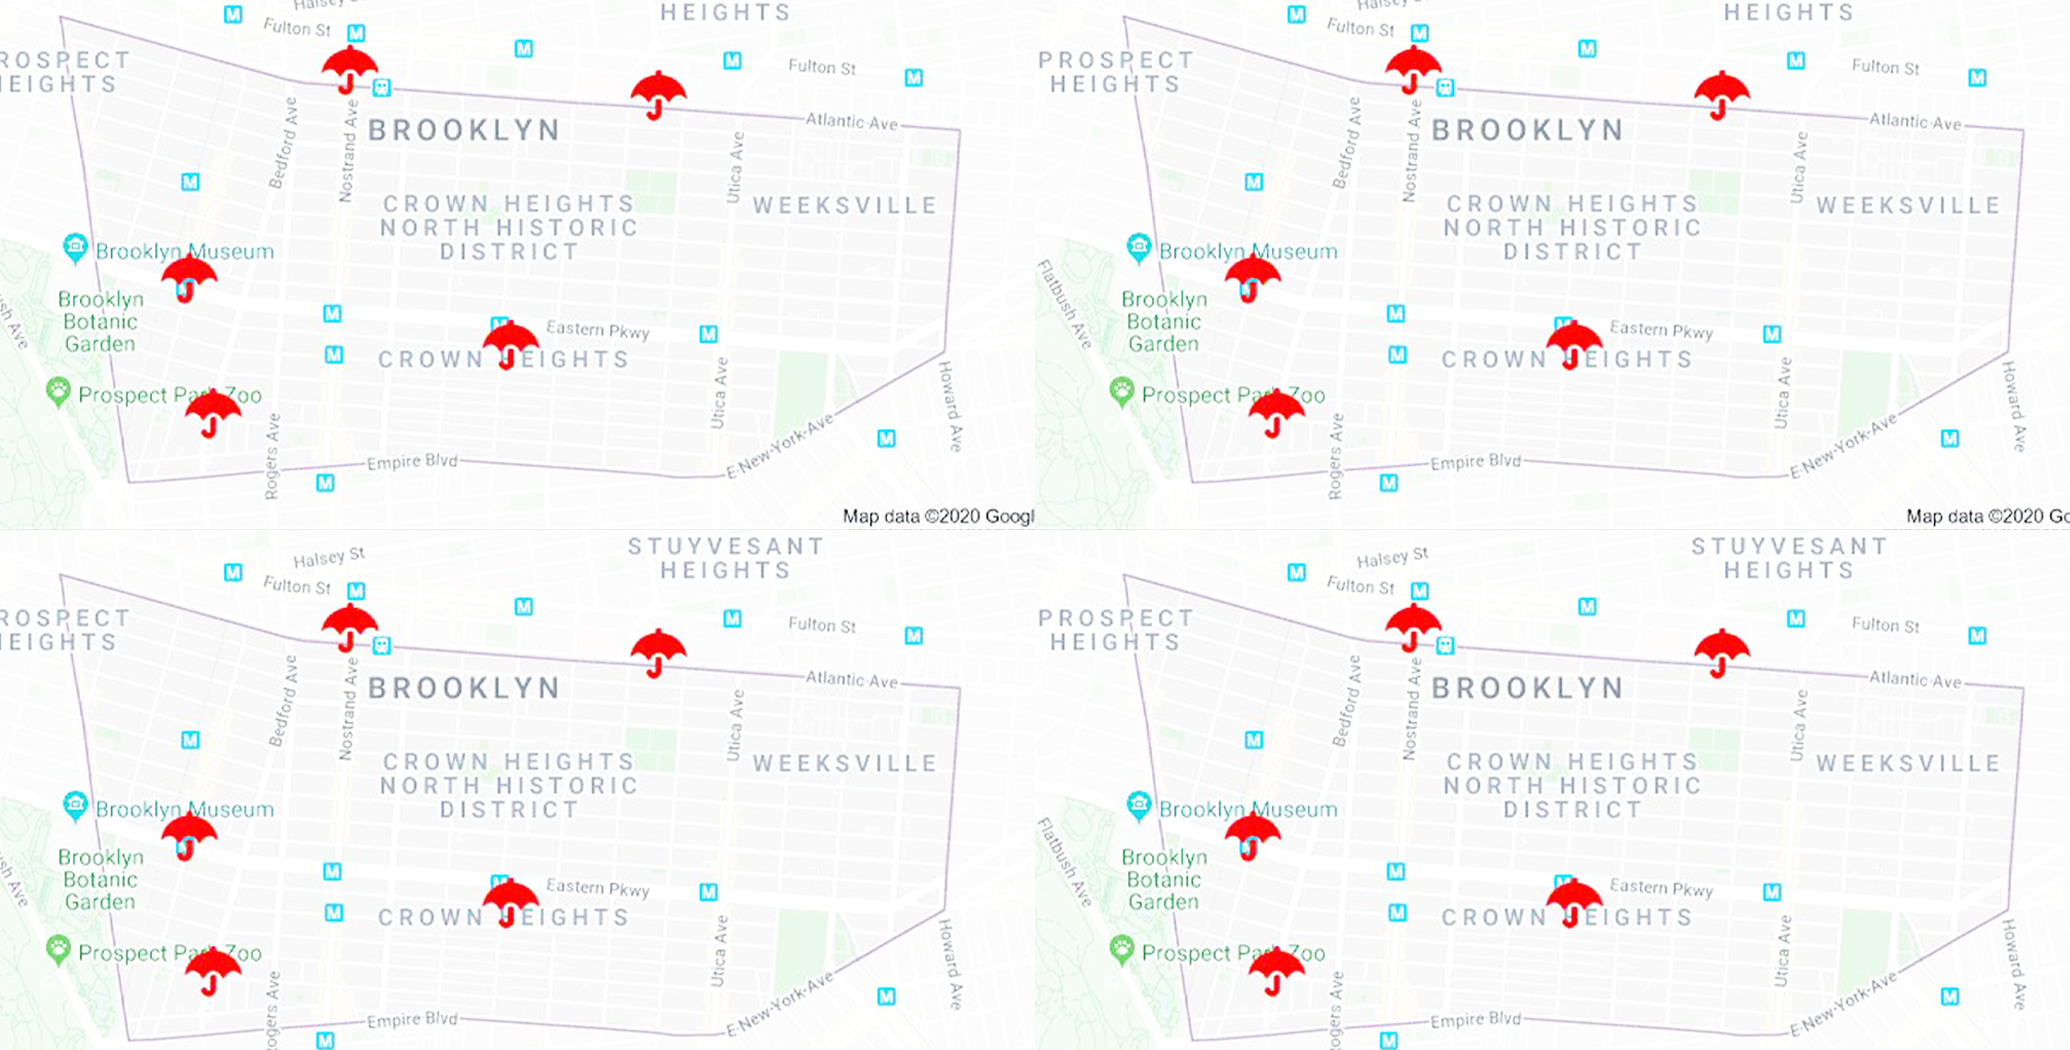 HEIGHTS
Fulton St
ROSPECT
HEIGHTS
Fulton St
Atlantic Ave
Bedford Ave
Nostrand Ave
BROOKLYN
Utica Ave
CROWN HEIGHTS
NORTH HISTORIC
DISTRICT
WEEKSVILLE
Brooklyn Museum
Brooklyn
Botanic
Garden
Eastern Pkwy
CROWN HEIGHTS
Prospect Park Zoo
Utica Ave
Rogers Ave
Empire Blvd
E New York Ave
Howard Ave
Map data ©2020 Googl
HEIGHTS
Fulton St
PROSPECT
HEIGHTS
Fulton St
Atlantic Ave
Bedford Ave
Nostrand Ave
BROOKLYN
Utica Ave
CROWN HEIGHTS
NORTH HISTORIC
DISTRICT
WEEKSVILLE
Brooklyn Museum
Flatbush Ave
Brooklyn
Botanic
Garden
Eastern Pkwy
CROWN HEIGHTS
Prospect Park Zoo
Utica Ave
Rogers Ave
Empire Blvd
E New York Ave
Howard Ave
Map data ©2020 Go
STUYVESANT
HEIGHTS
Halsey St
Fulton St
ROSPECT
HEIGHTS
Fulton St
Atlantic Ave
Bedford Ave
Nostrand Ave
BROOKLYN
Utica Ave
CROWN HEIGHTS
NORTH HISTORIC
DISTRICT
WEEKSVILLE
Brooklyn Museum
Brooklyn
Botanic
Garden
Eastern Pkwy
CROWN HEIGHTS
Prospect Park Zoo
Utica Ave
ogers Ave
Empire Blvd
E New York Ave
Howard Ave
STUYVESANT
HEIGHTS
Halsey St
Fulton St
PROSPECT
HEIGHTS
Fulton St
Atlantic Ave
Bedford Ave
Nostrand Ave
BROOKLYN
Utica Ave
CROWN HEIGHTS
NORTH HISTORIC
DISTRICT
WEEKSVILLE
Brooklyn Museum
Flatbush Ave
Brooklyn
Botanic
Garden
Eastern Pkwy
CROWN HEIGHTS
Prospect Park Zoo
Utica Ave
ogers Ave
Empire Blvd
E New York Ave
Howard Ave